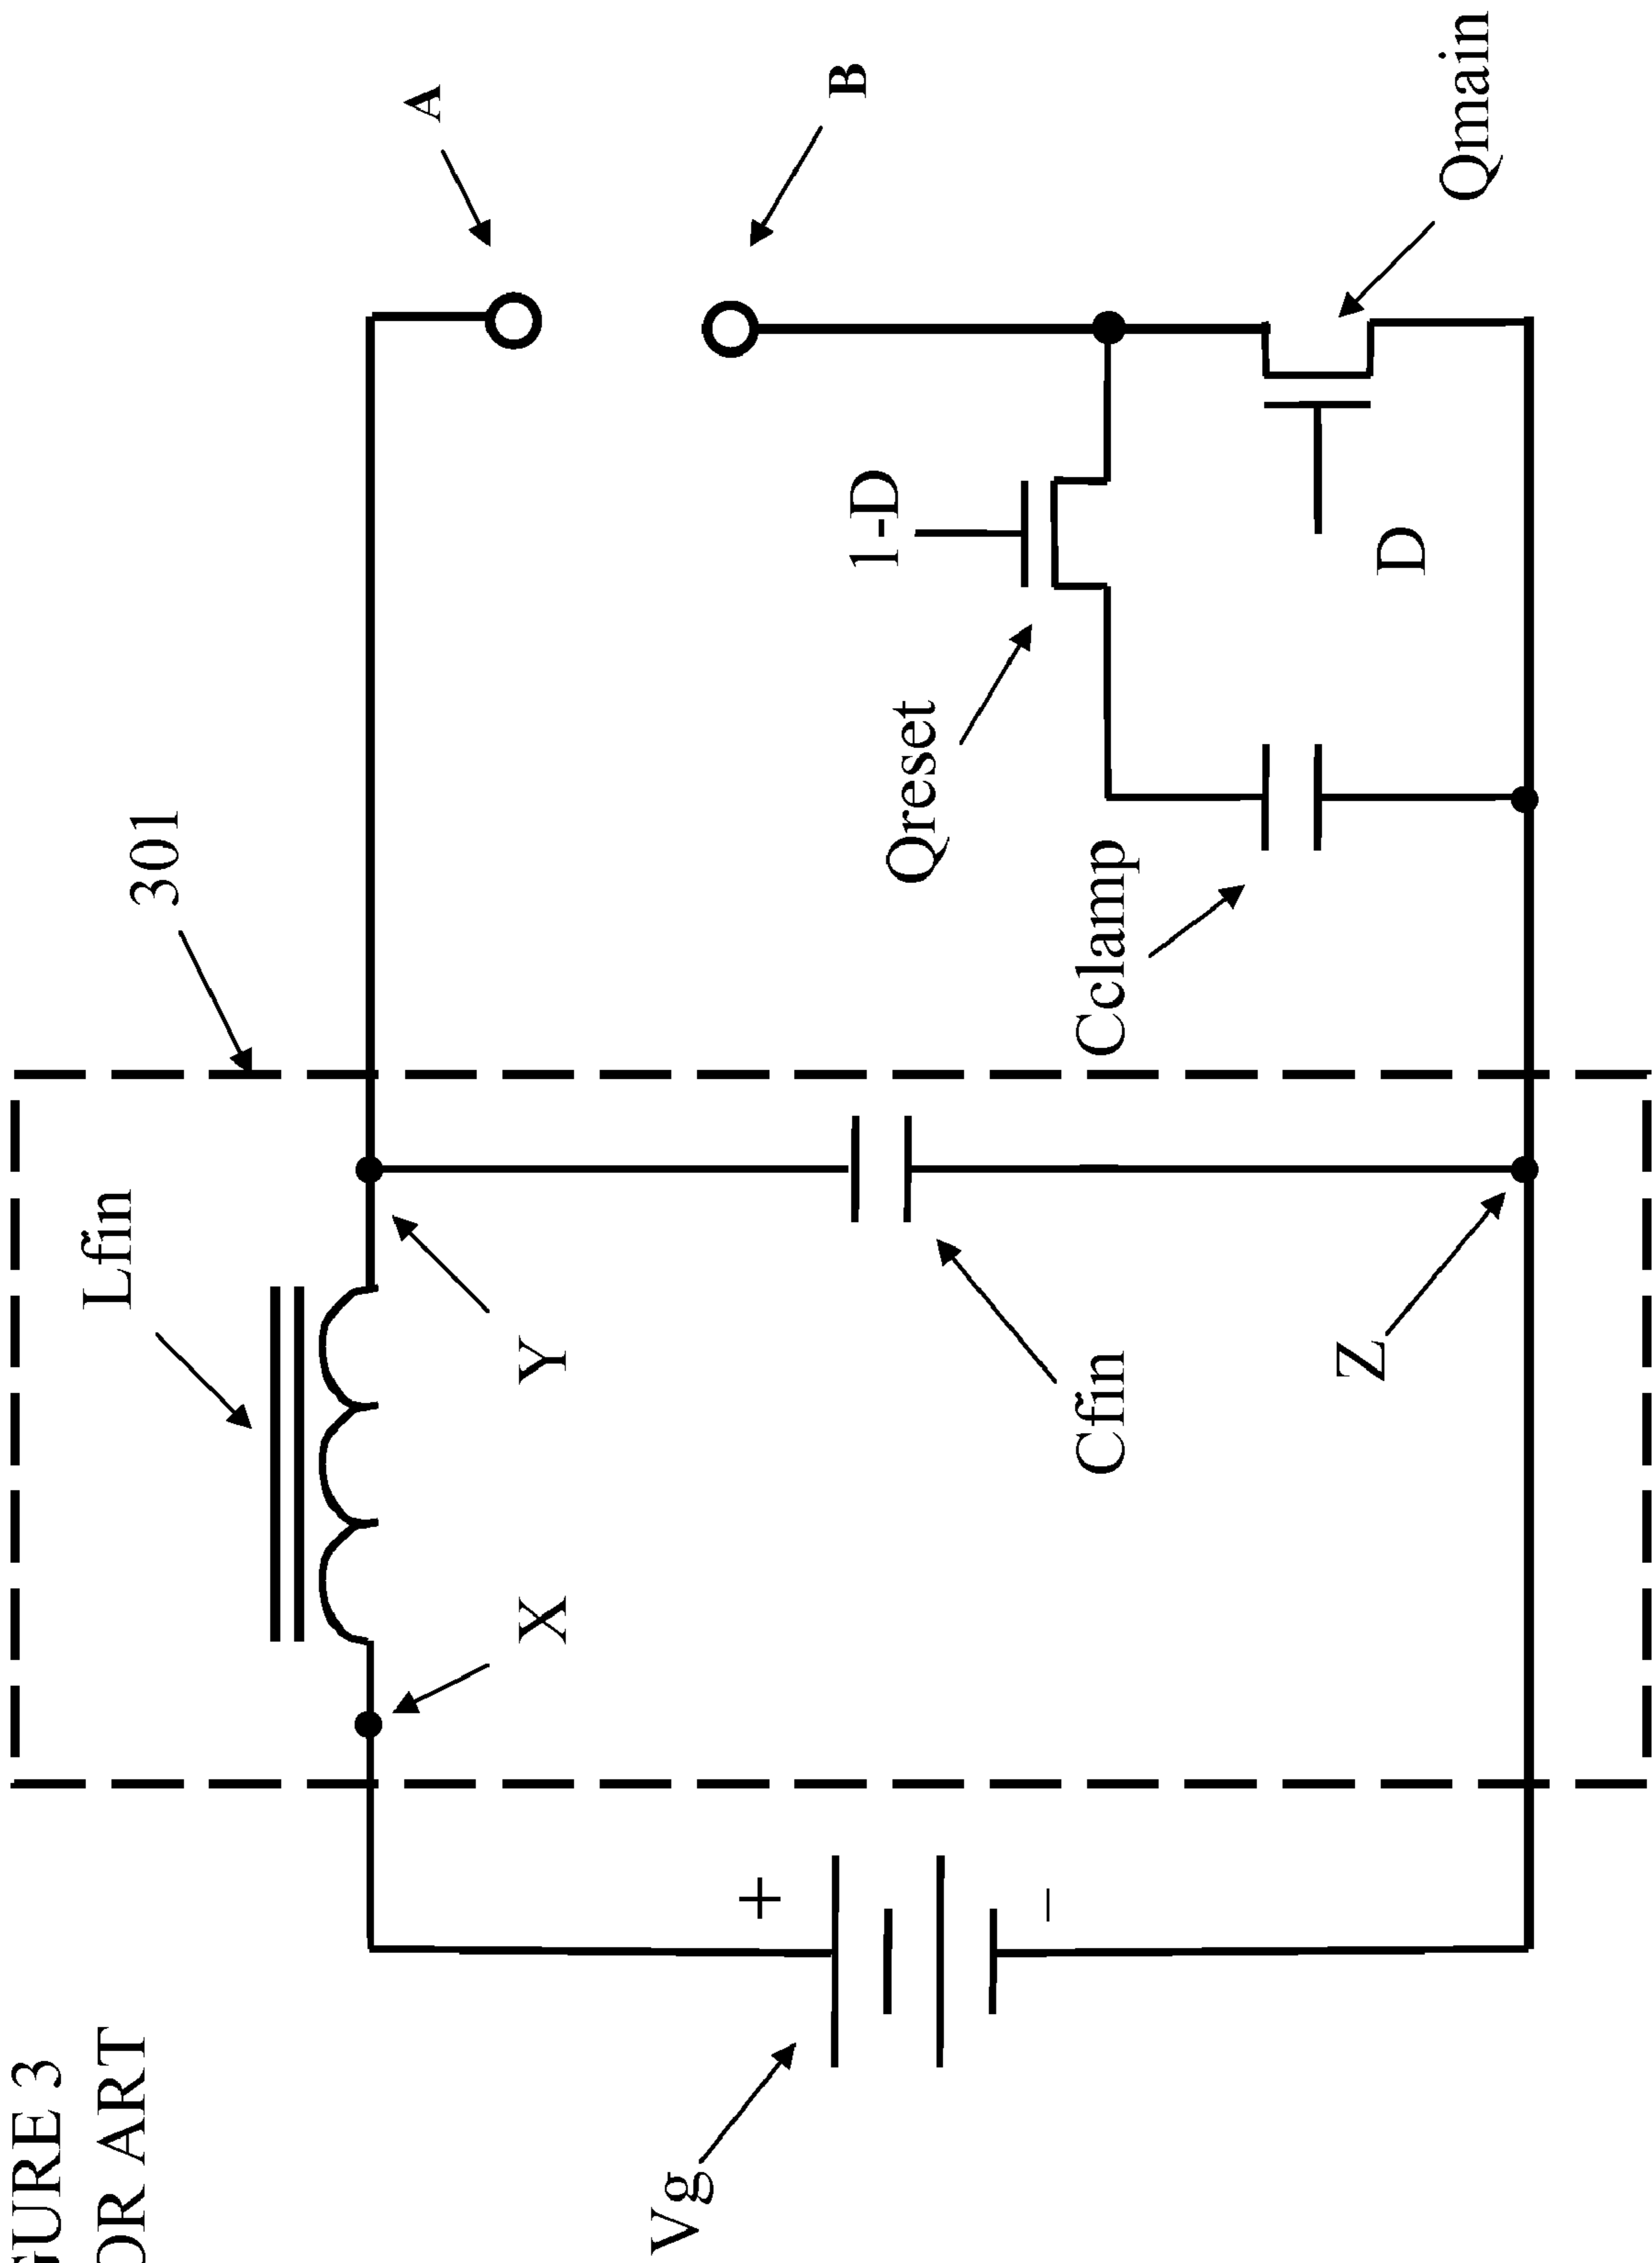 GURE 3
OR ART
Lfin
301
A
X
Y
Vg
+
–
B
1-D
Qreset
Cfin
Cclamp
Z
D
Qmain